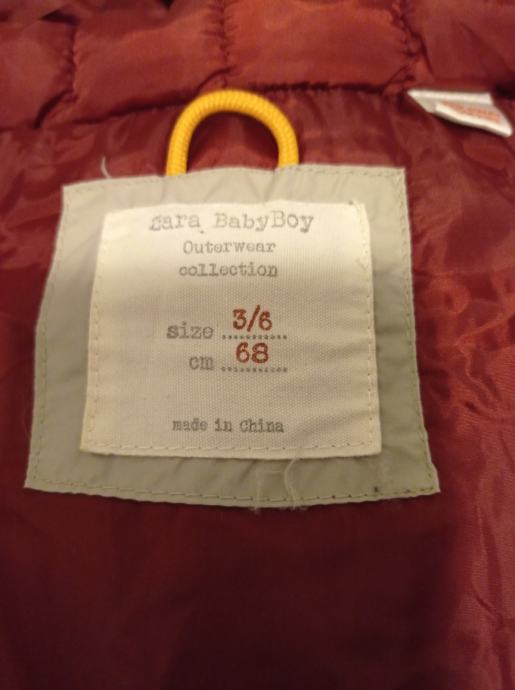 zara BabyBoy
Outerwear
collection
size 3/6
cm 68
made in China